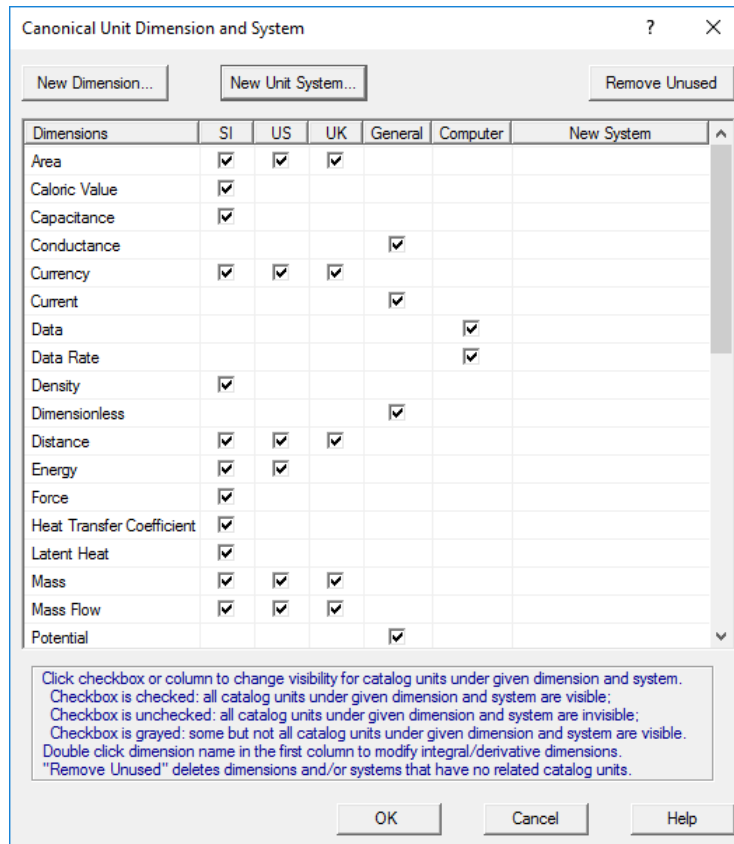 Canonical Unit Dimension and System ?
New Dimension... New Unit System... Remove Unused
Dimensions SI US UK General Computer New System
Area
Caloric Value
Capacitance
Conductance
Currency
Current
Data
Data Rate
Density
Dimensionless
Distance
Energy
Force
Heat Transfer Coefficient
Latent Heat
Mass
Mass Flow
Potential
Click checkbox or column to change visibility for catalog units under given dimension and system.
Checkbox is checked: all catalog units under given dimension and system are visible;
Checkbox is unchecked: all catalog units under given dimension and system are invisible;
Checkbox is grayed: some but not all catalog units under given dimension and system are visible.
Double click dimension name in the first column to modify integral/derivative dimensions.
"Remove Unused" deletes dimensions and/or systems that have no related catalog units.
OK Cancel Help